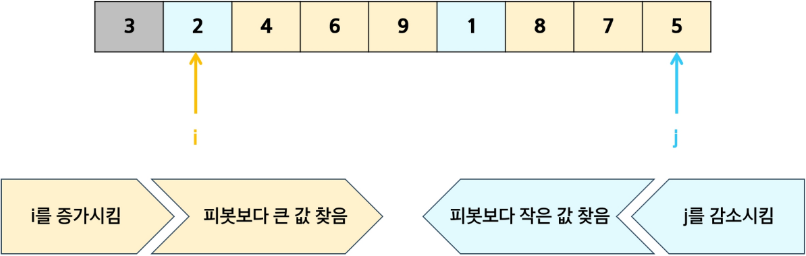 3 2 4 6 9 1 8 7 5
i j
i를 증가시킴 피봇보다 큰 값 찾음 피봇보다 작은 값 찾음 j를 감소시킴